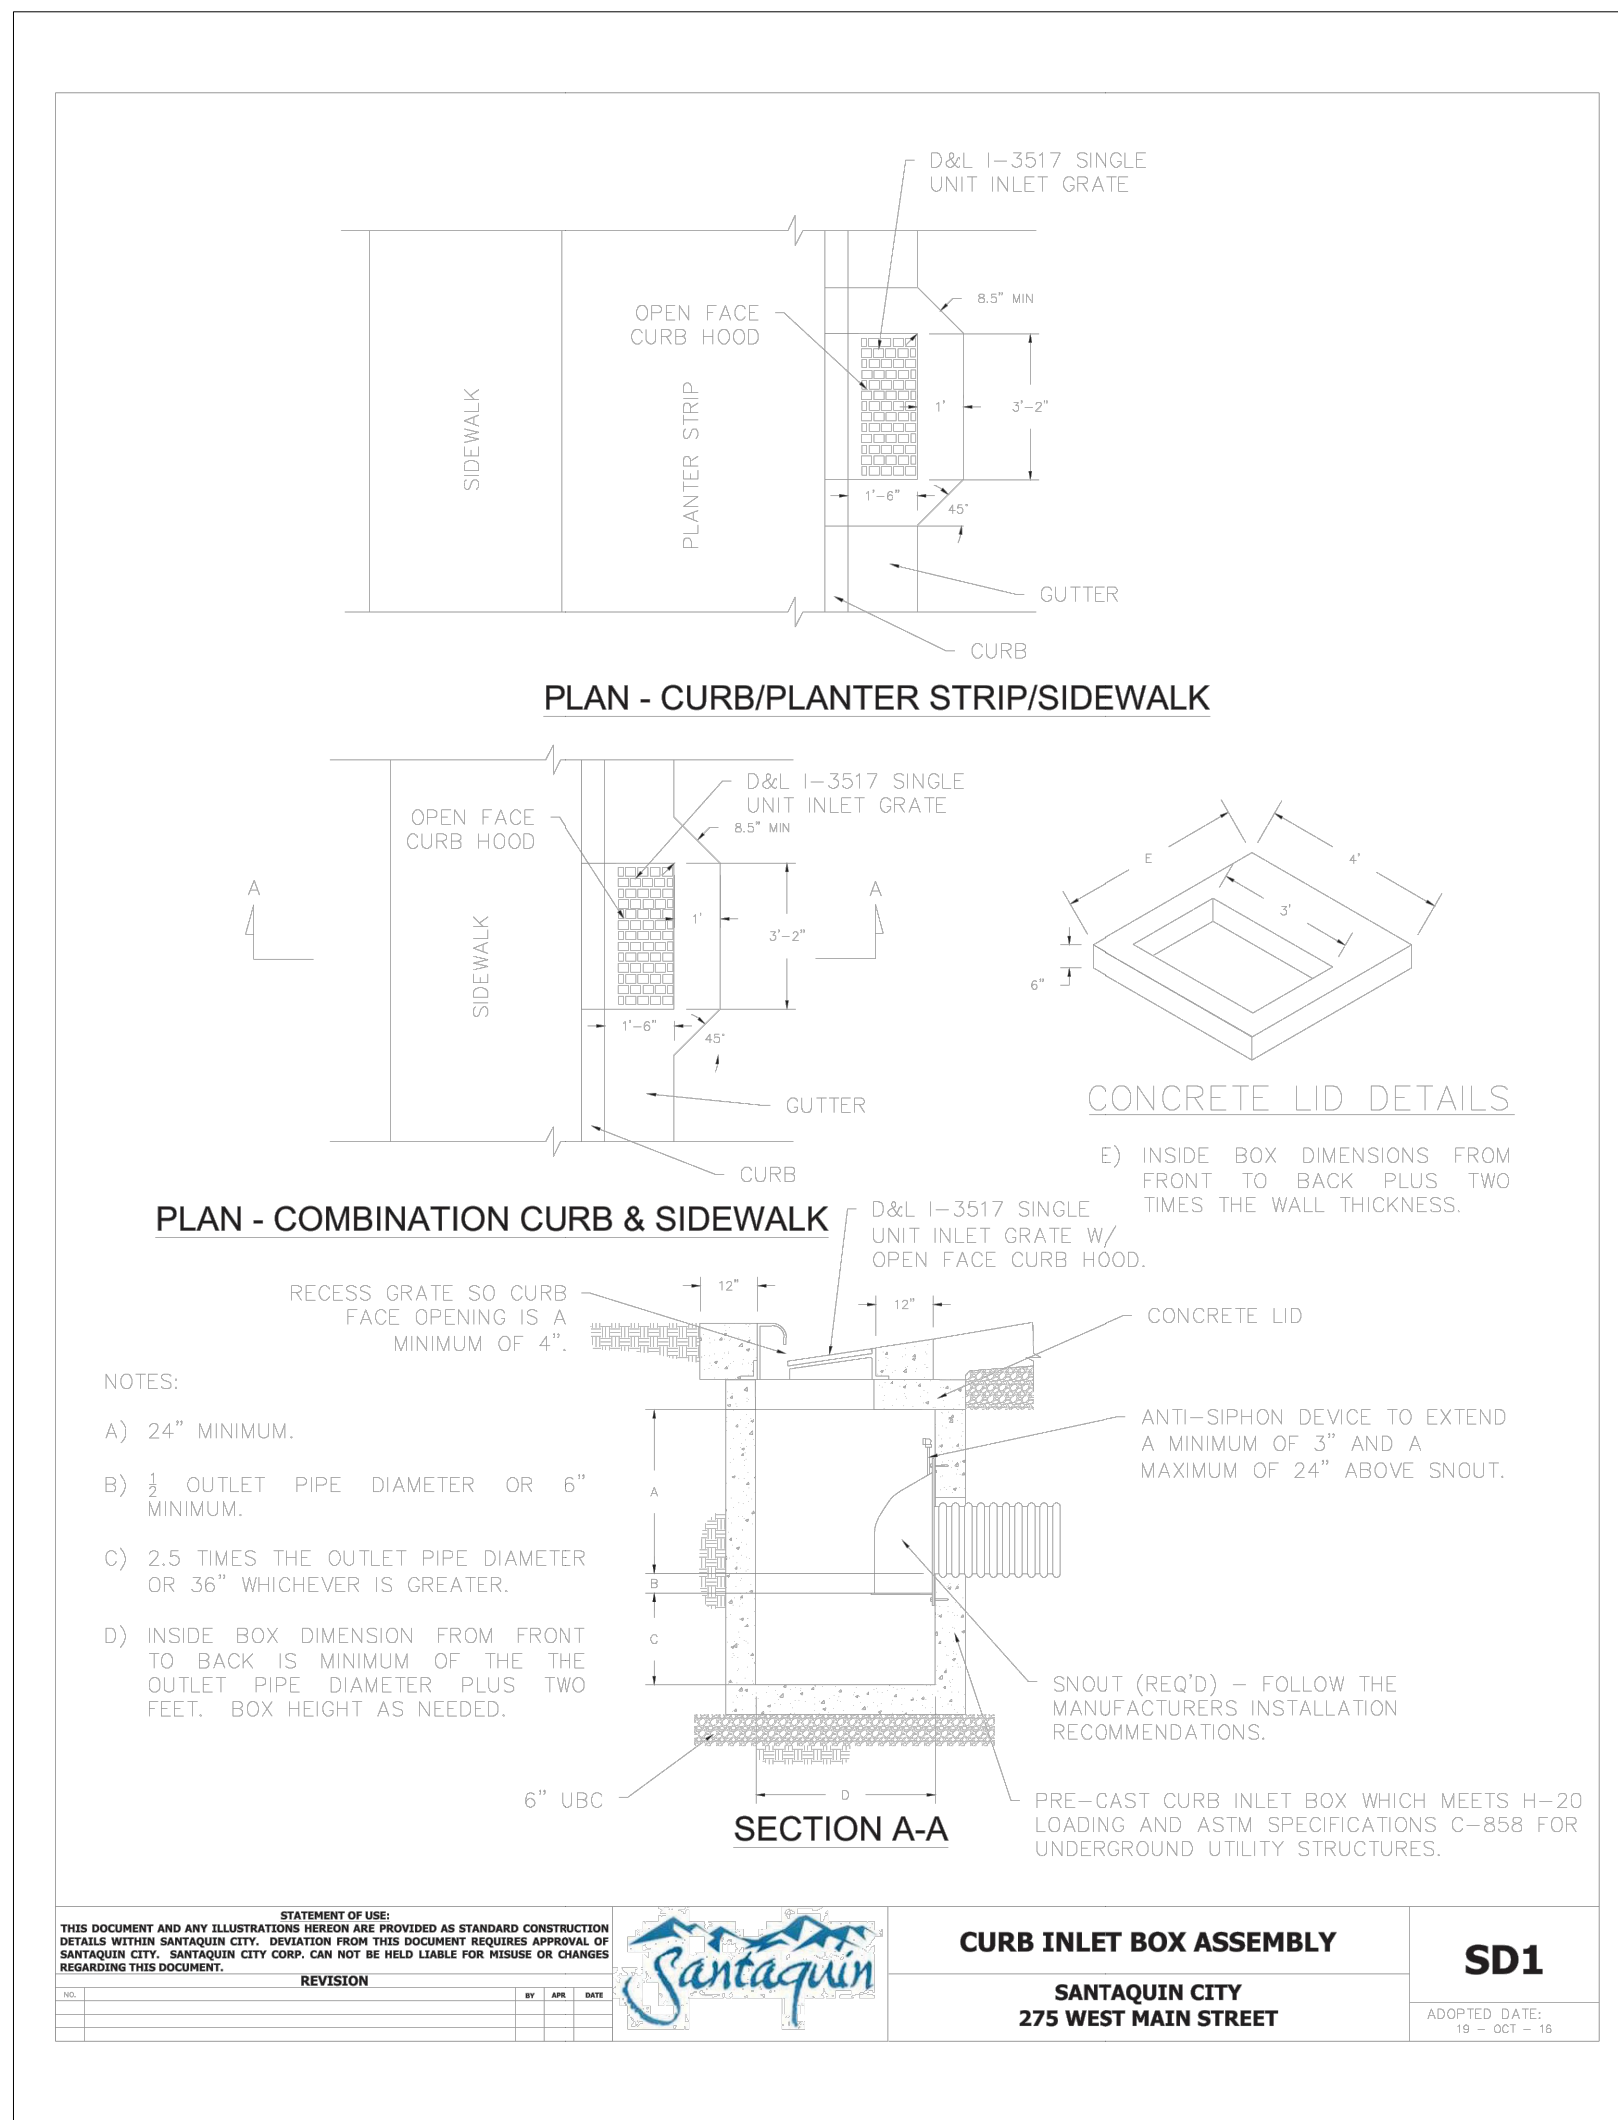 D&L I-3517 SINGLE
UNIT INLET GRATE
8.5" MIN
OPEN FACE
CURB HOOD
SIDEWALK
PLANTER STRIP
1'
3'-2"
1'-6"
45°
GUTTER
CURB
PLAN - CURB/PLANTER STRIP/SIDEWALK
D&L I-3517 SINGLE
UNIT INLET GRATE
8.5" MIN
OPEN FACE
CURB HOOD
A
A
SIDEWALK
1'
3'-2"
1'-6"
45°
GUTTER
CURB
PLAN - COMBINATION CURB & SIDEWALK
E
4'
3'
6"
CONCRETE LID DETAILS
E) INSIDE BOX DIMENSIONS FROM
FRONT TO BACK PLUS TWO
TIMES THE WALL THICKNESS.
D&L I-3517 SINGLE
UNIT INLET GRATE W/
OPEN FACE CURB HOOD.
RECESS GRATE SO CURB
FACE OPENING IS A
MINIMUM OF 4".
12"
12"
CONCRETE LID
NOTES:
A) 24" MINIMUM.
B) ½ OUTLET PIPE DIAMETER OR 6"
MINIMUM.
C) 2.5 TIMES THE OUTLET PIPE DIAMETER
OR 36" WHICHEVER IS GREATER.
D) INSIDE BOX DIMENSION FROM FRONT
TO BACK IS MINIMUM OF THE THE
OUTLET PIPE DIAMETER PLUS TWO
FEET. BOX HEIGHT AS NEEDED.
ANTI-SIPHON DEVICE TO EXTEND
A MINIMUM OF 3" AND A
MAXIMUM OF 24" ABOVE SNOUT.
A
B
C
SNOUT (REQ'D) - FOLLOW THE
MANUFACTURERS INSTALLATION
RECOMMENDATIONS.
6" UBC
D
PRE-CAST CURB INLET BOX WHICH MEETS H-20
LOADING AND ASTM SPECIFICATIONS C-858 FOR
UNDERGROUND UTILITY STRUCTURES.
SECTION A-A
STATEMENT OF USE:
THIS DOCUMENT AND ANY ILLUSTRATIONS HEREON ARE PROVIDED AS STANDARD CONSTRUCTION
DETAILS WITHIN SANTAQUIN CITY. DEVIATION FROM THIS DOCUMENT REQUIRES APPROVAL OF
SANTAQUIN CITY. SANTAQUIN CITY CORP. CAN NOT BE HELD LIABLE FOR MISUSE OR CHANGES
REGARDING THIS DOCUMENT.
REVISION
NO. BY APR DATE
Santaquin
CURB INLET BOX ASSEMBLY
SANTAQUIN CITY
275 WEST MAIN STREET
SD1
ADOPTED DATE:
19 - OCT - 16